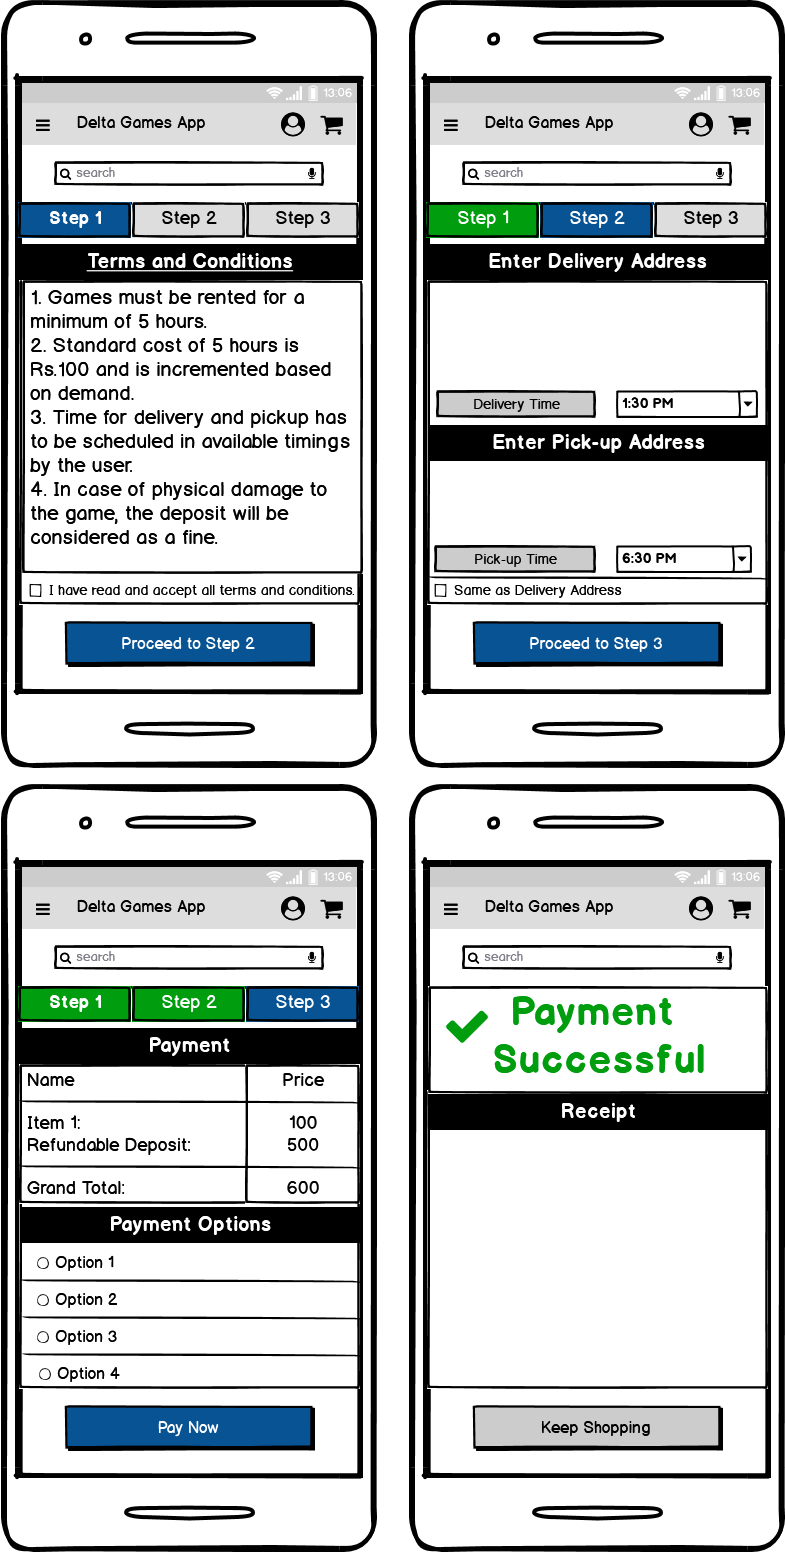 13:06
Delta Games App
search
Step 1 Step 2 Step 3
Terms and Conditions
1. Games must be rented for a
minimum of 5 hours.
2. Standard cost of 5 hours is
Rs.100 and is incremented based
on demand.
3. Time for delivery and pickup has
to be scheduled in available timings
by the user.
4. In case of physical damage to
the game, the deposit will be
considered as a fine.
I have read and accept all terms and conditions.
Proceed to Step 2
13:06
Delta Games App
search
Step 1 Step 2 Step 3
Enter Delivery Address
Delivery Time 1:30 PM
Enter Pick-up Address
Pick-up Time 6:30 PM
Same as Delivery Address
Proceed to Step 3
13:06
Delta Games App
search
Step 1 Step 2 Step 3
Payment
Name Price
Item 1: 100
Refundable Deposit: 500
Grand Total: 600
Payment Options
Option 1
Option 2
Option 3
Option 4
Pay Now
13:06
Delta Games App
search
Payment
Successful
Receipt
Keep Shopping